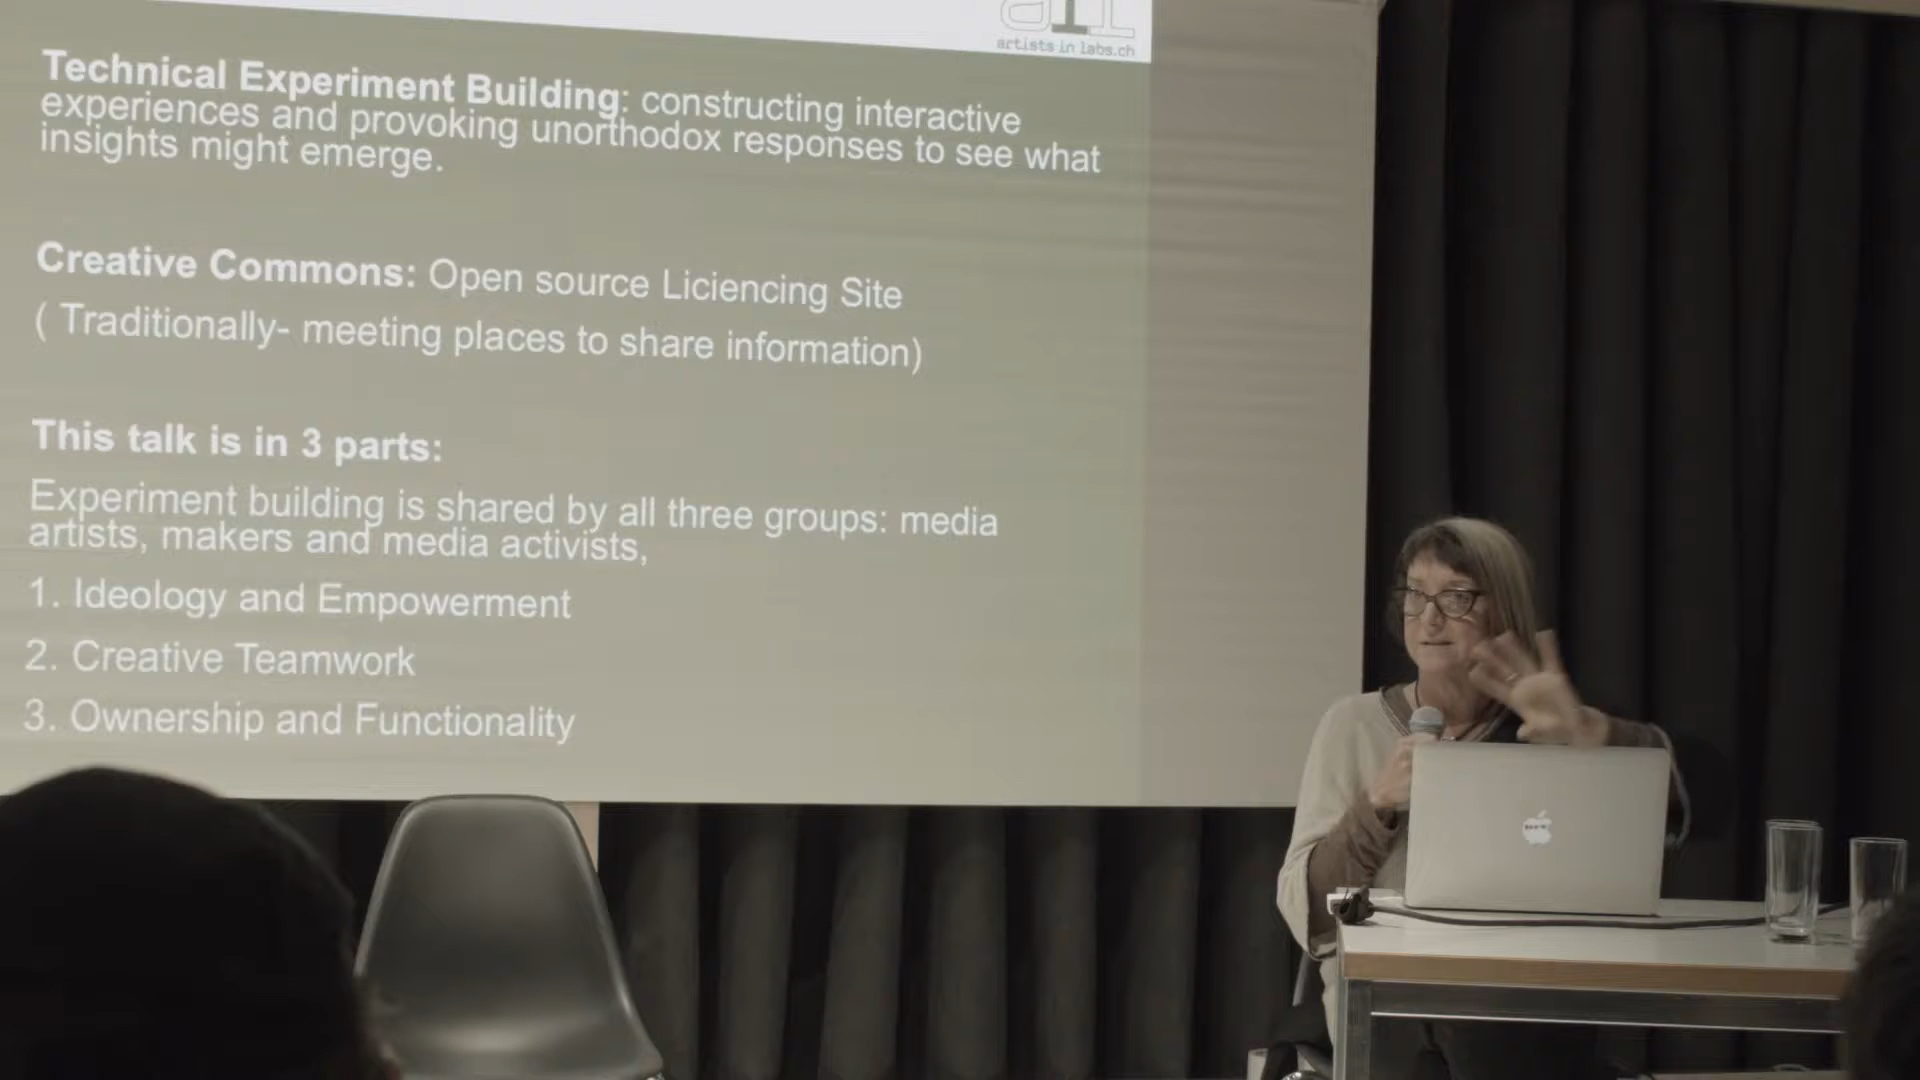 artists in labs.ch
Technical Experiment Building: constructing interactive
experiences and provoking unorthodox responses to see what
insights might emerge.
Creative Commons: Open source Liciencing Site
( Traditionally- meeting places to share information)
This talk is in 3 parts:
Experiment building is shared by all three groups: media
artists, makers and media activists,
1. Ideology and Empowerment
2. Creative Teamwork
3. Ownership and Functionality